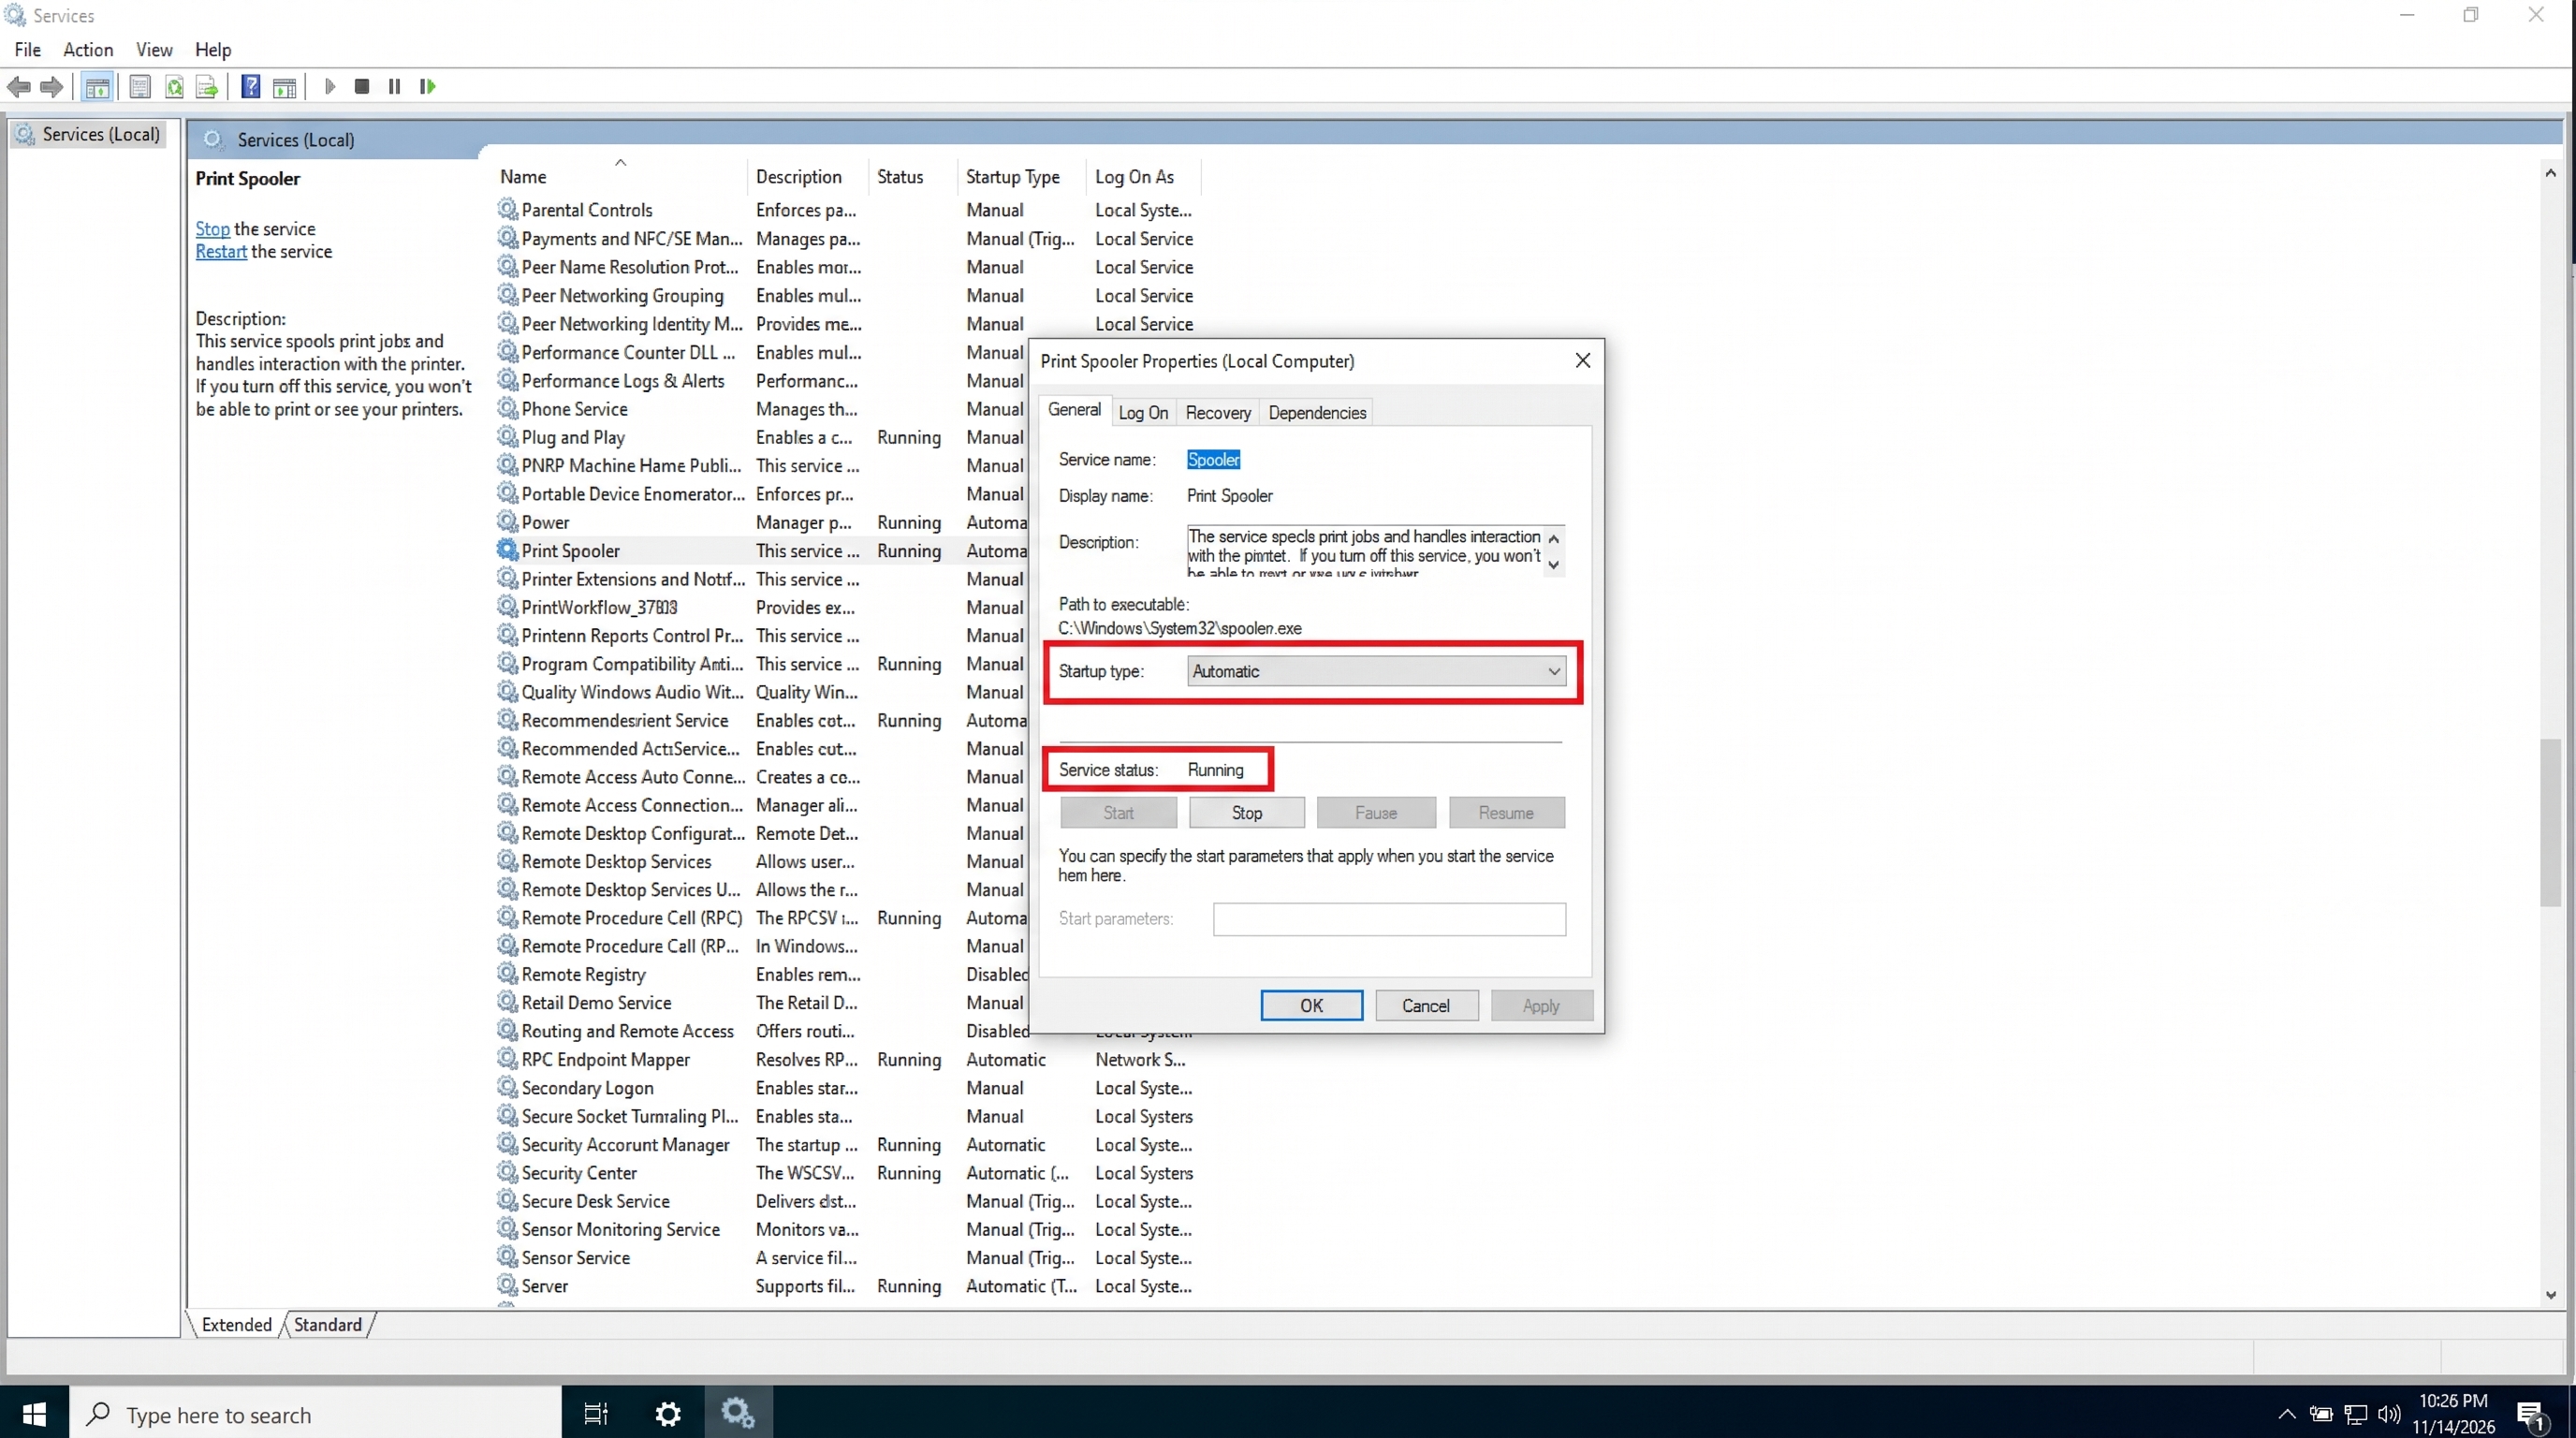 Services
File Action View Help
Services (Local)
Services (Local)
Print Spooler
Stop the service
Restart the service
Description:
This service spools print jobs and
handles interaction with the printer.
If you turn off this service, you won't
be able to print or see your printers.
Name Description Status Startup Type Log On As
Parental Controls Enforces pa... Manual Local Syste...
Payments and NFC/SE Man... Manages pa... Manual (Trig... Local Service
Peer Name Resolution Prot... Enables mor... Manual Local Service
Peer Networking Grouping Enables mul... Manual Local Service
Peer Networking Identity M... Provides me... Manual Local Service
Performance Counter DLL ... Enables mul... Manual
Performance Logs & Alerts Performanc... Manual
Phone Service Manages th... Manual
Plug and Play Enables a c... Running Manual
PNRP Machine Hame Publi... This service ... Manual
Portable Device Enomerator... Enforces pr... Manual
Power Manager p... Running Automa
Print Spooler This service ... Running Automa
Printer Extensions and Notif... This service ... Manual
Provides ex... Manual
Printenn Reports Control Pr... This service ... Manual
Program Compatibility Anti... This service ... Running Manual
Quality Windows Audio Wit... Quality Win... Manual
Recommendesrient Service Enables cot... Running Automa
Recommended ActsService... Enables cut... Manual
Remote Access Auto Conne... Creates a co... Manual
Remote Access Connection... Manager ali... Manual
Remote Desktop Configurat... Remote Det... Manual
Remote Desktop Services Allows user... Manual
Remote Desktop Services U... Allows the r... Manual
Remote Procedure Cell (RPC) The RPCSV ... Running Automa
Remote Procedure Call (RP... In Windows... Manual
Remote Registry Enables rem... Disabled
Retail Demo Service The Retail D... Manual
Routing and Remote Access Offers routi... Disabled
RPC Endpoint Mapper Resolves RP... Running Automatic Network S...
Secondary Logon Enables star... Manual Local Syste...
Secure Socket Pl... Enables sta... Manual Local Systers
Security Accorunt Manager The startup ... Running Automatic Local Syste...
Security Center The WSCSV... Running Automatic (... Local Systers
Secure Desk Service Delivers Manual (Trig... Local Syste...
Sensor Monitoring Service Monitors va... Manual (Trig... Local Syste...
Sensor Service A service fil... Manual (Trig... Local Syste...
Server Supports fil... Running Automatic (T... Local Syste...
Print Spooler Properties (Local Computer)
General Log On Recovery Dependencies
Service name: Spooler
Display name: Print Spooler
Description: The service specls print jobs and handles interaction
with the If you turn off this service, you won't
be able to
Path to executable:
C:\Windows\System32\spooler.exe
Startup type: Automatic
Service status: Running
Start Stop Fause Resume
You can specify the start parameters that apply when you start the service
hem here.
Start parameters:
OK Cancel Apply
Extended Standard
Type here to search
10:26 PM
11/14/2026
1